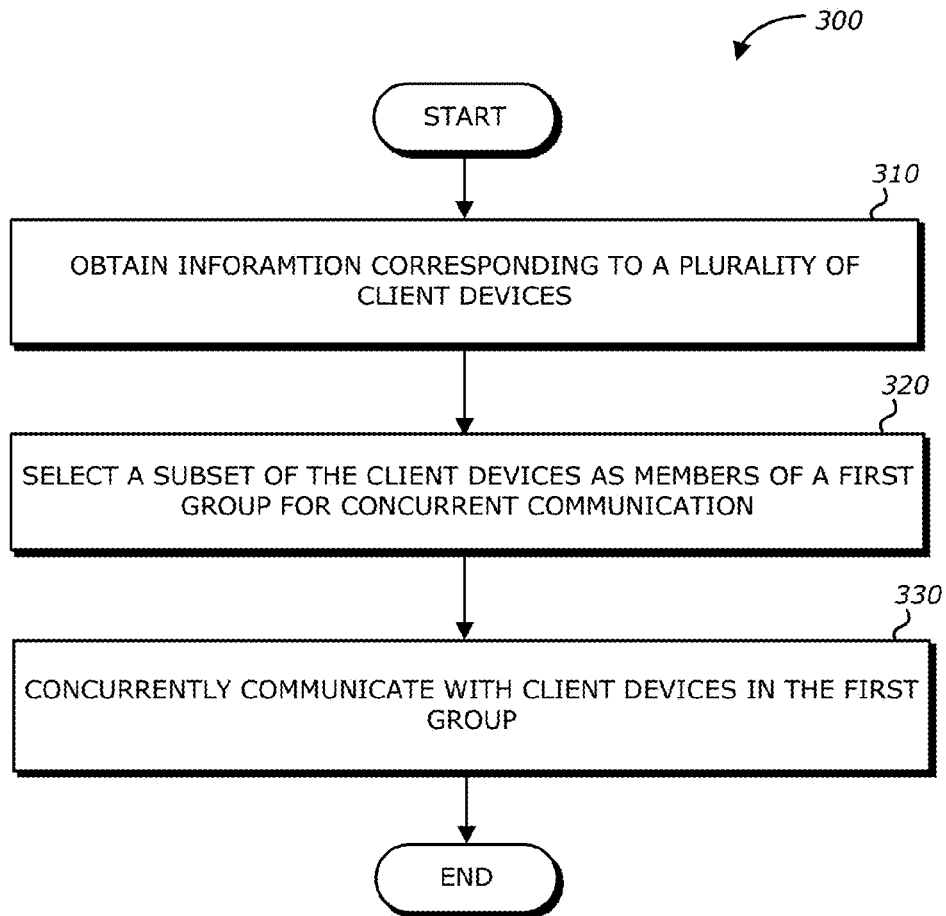 300
START
310
OBTAIN INFORAMTION CORRESPONDING TO A PLURALITY OF
CLIENT DEVICES
320
SELECT A SUBSET OF THE CLIENT DEVICES AS MEMBERS OF A FIRST
GROUP FOR CONCURRENT COMMUNICATION
330
CONCURRENTLY COMMUNICATE WITH CLIENT DEVICES IN THE FIRST
GROUP
END